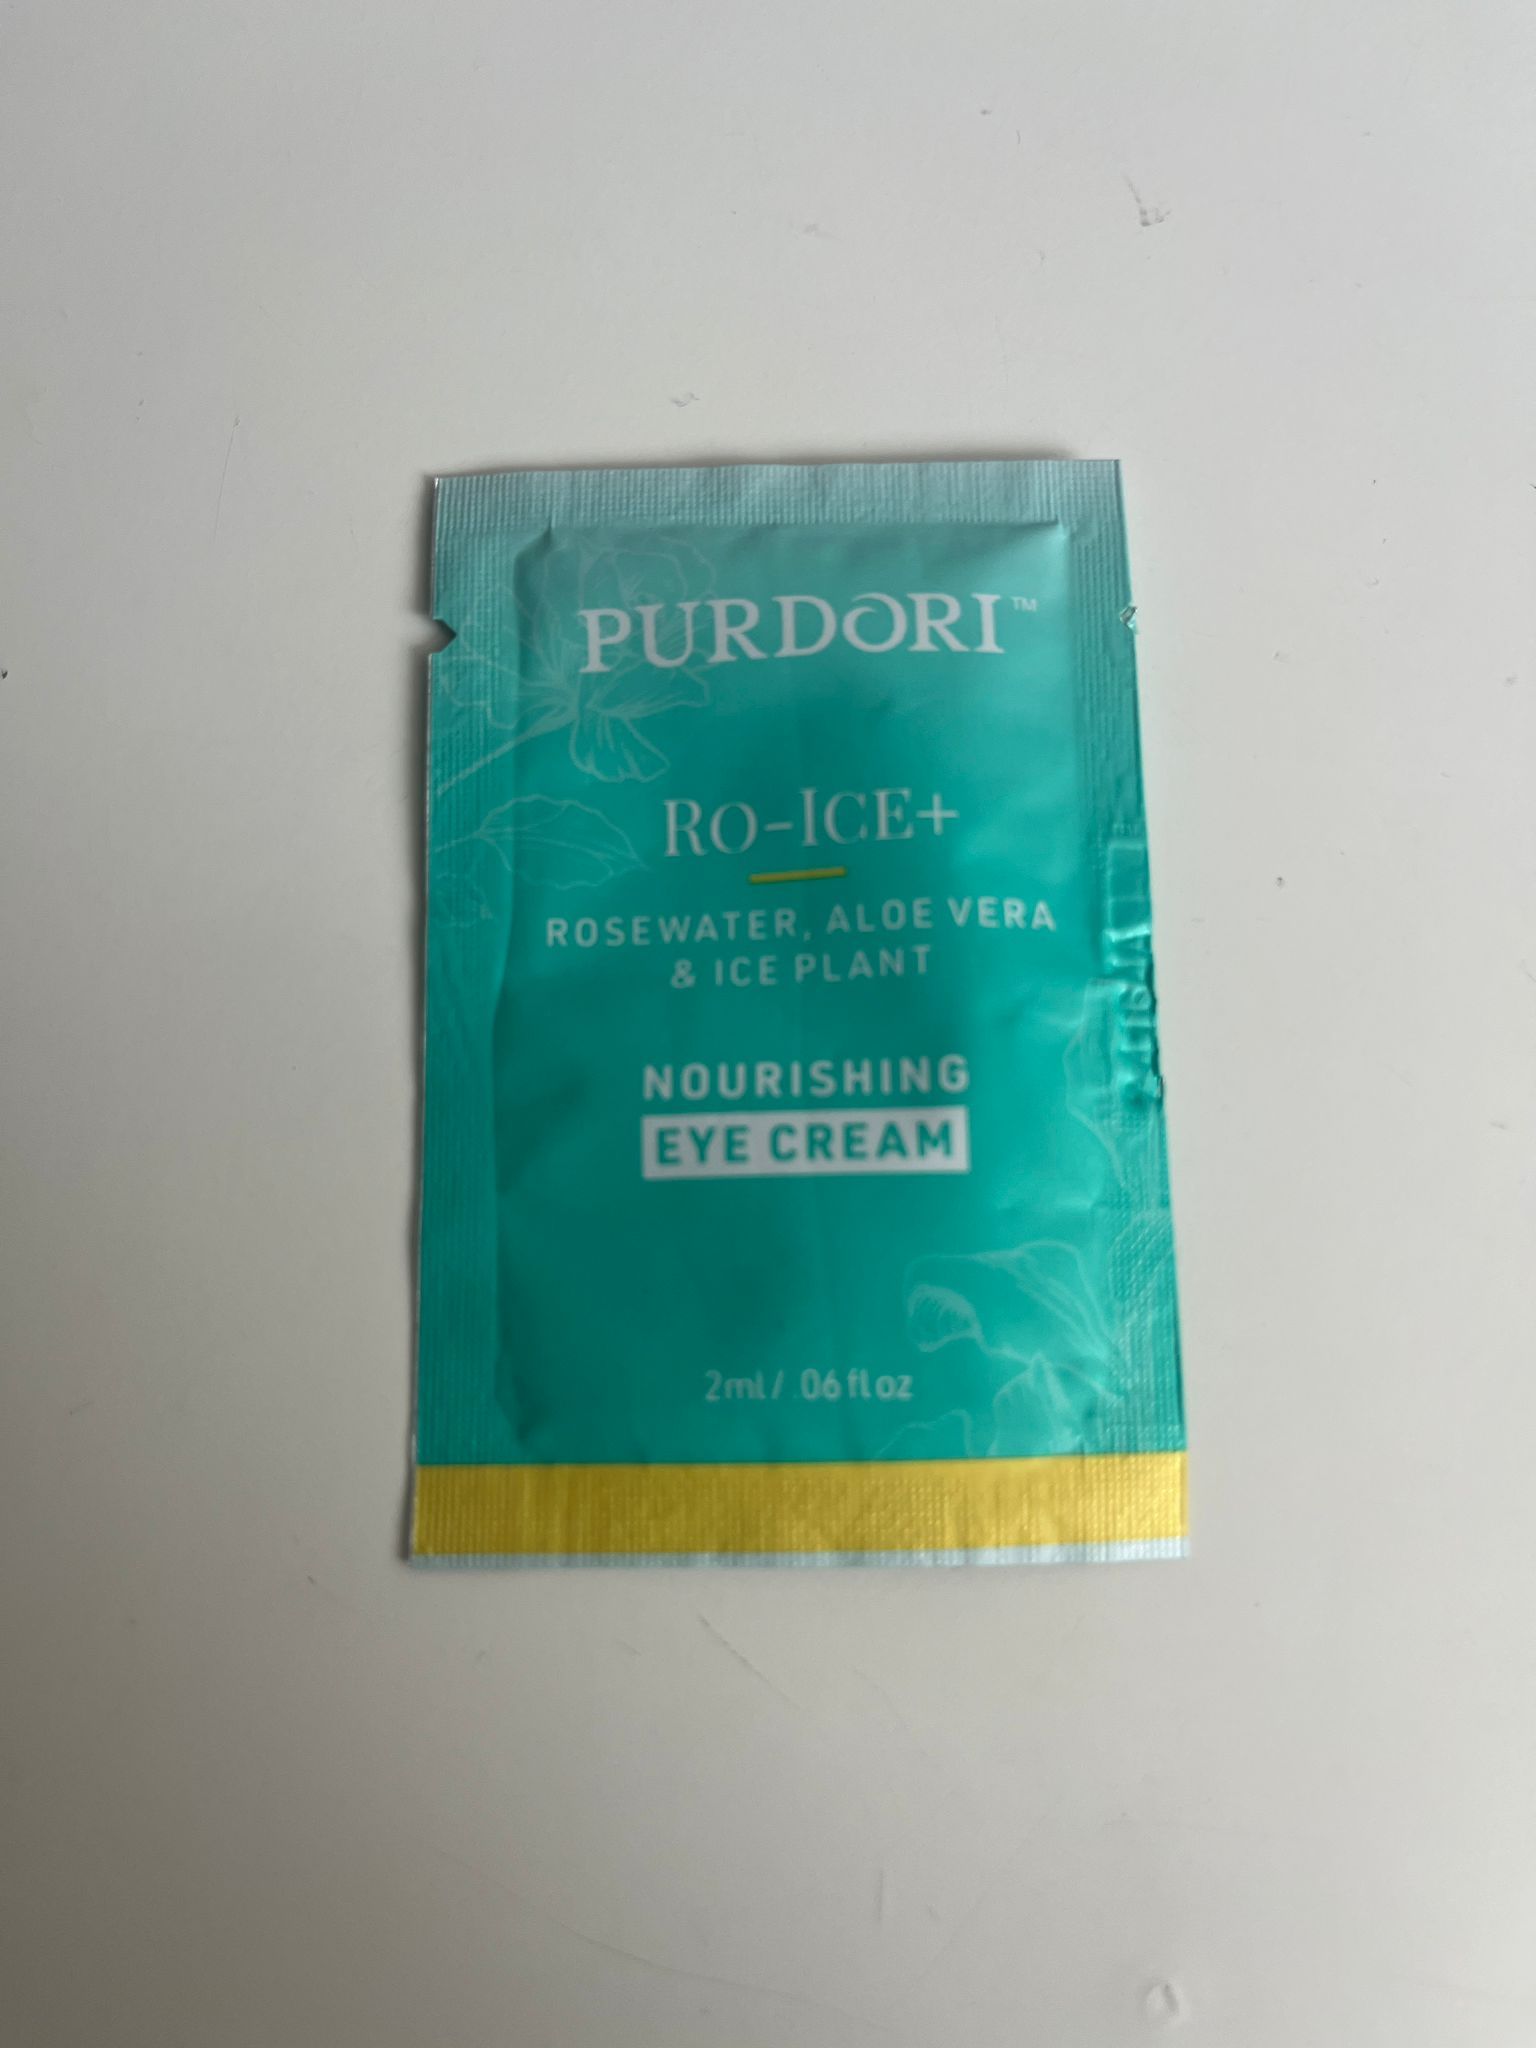 PURDORI™
RO-ICE+
ROSEWATER, ALOE VERA
& ICE PLANT
NOURISHING
EYE CREAM
2ml / .06 fl oz